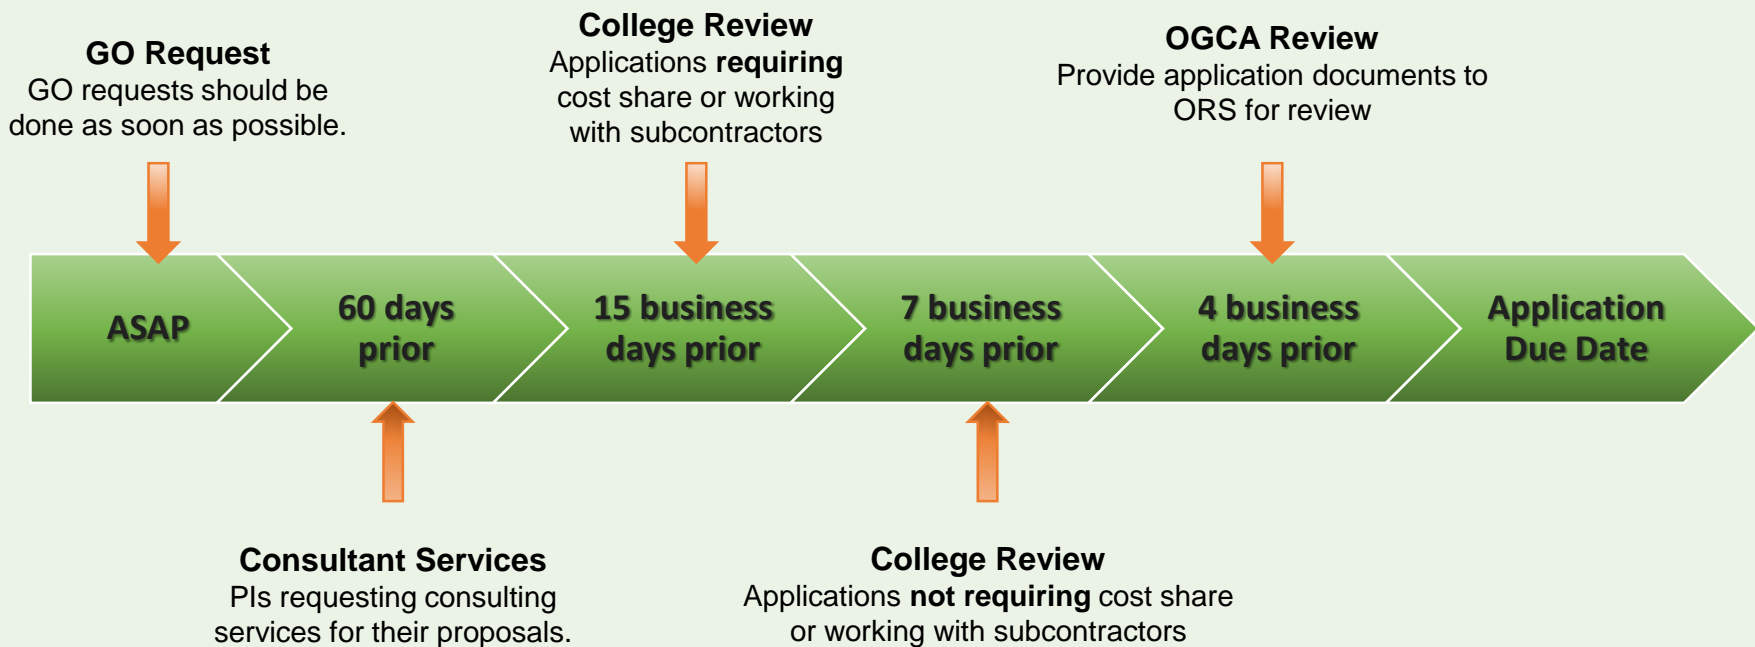 GO Request
GO requests should be
done as soon as possible.
College Review
Applications requiring
cost share or working
with subcontractors
OGCA Review
Provide application documents to
ORS for review
ASAP
60 days
prior
15 business
days prior
7 business
days prior
4 business
days prior
Application
Due Date
Consultant Services
PIs requesting consulting
services for their proposals.
College Review
Applications not requiring cost share
or working with subcontractors